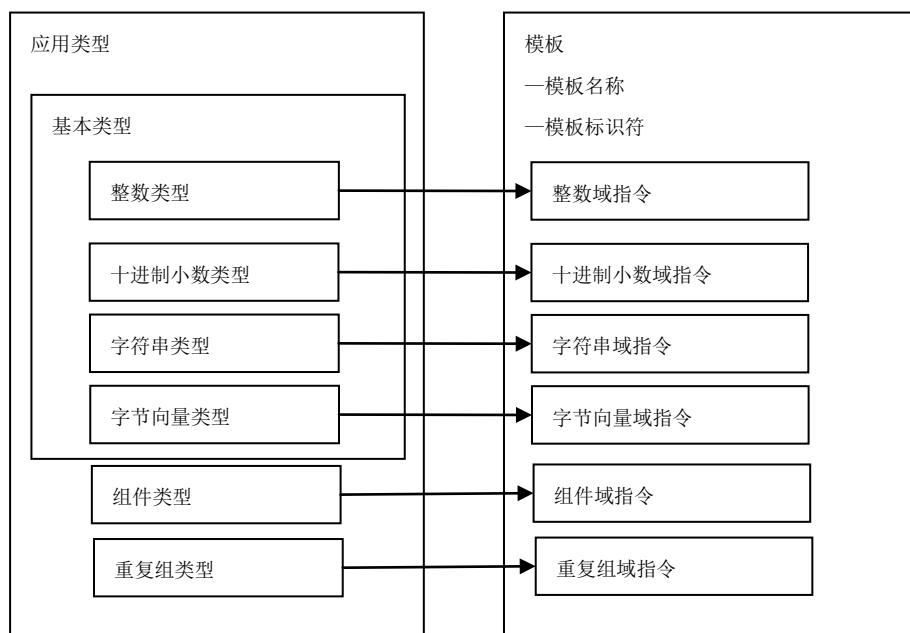 应用类型
基本类型
整数类型
十进制小数类型
字符串类型
字节向量类型
组件类型
重复组类型
模板
—模板名称
—模板标识符
整数域指令
十进制小数域指令
字符串域指令
字节向量域指令
组件域指令
重复组域指令